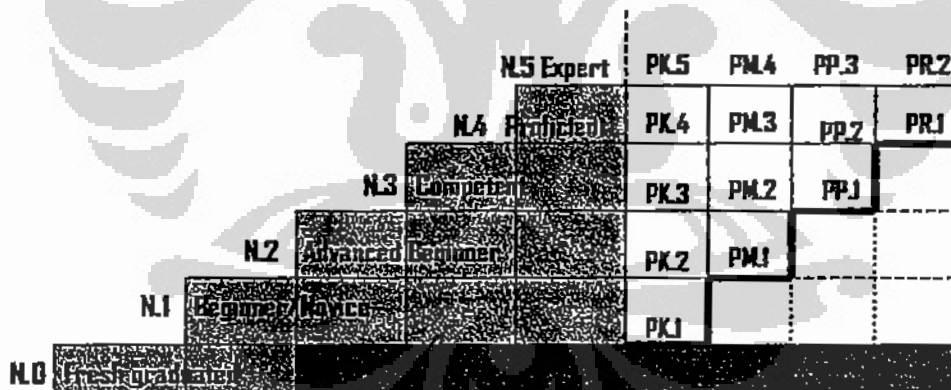 N.5 Expert PK.5 PM.4 PP.3 PR.2
N.4 Proficient PK.4 PM.3 PP.2 PR.1
N.3 Competent PK.3 PM.2 PP.1
N.2 Advanced Beginner PK.2 PM.1
N.1 Beginner/Novice PK.1
N.0 Fresh graduated